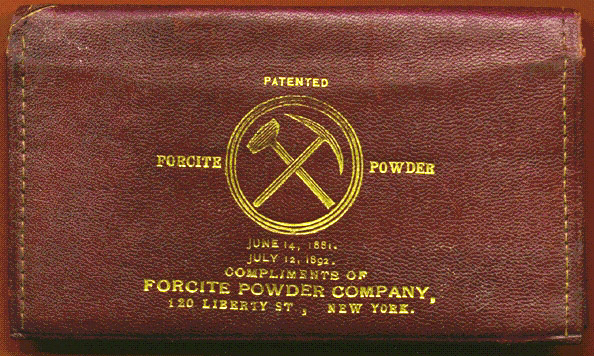 PATENTED
FORCITE POWDER
JUNE 14, 1881.
JULY 12, 1892.
COMPLIMENTS OF
FORCITE POWDER COMPANY,
120 LIBERTY ST, NEW YORK.